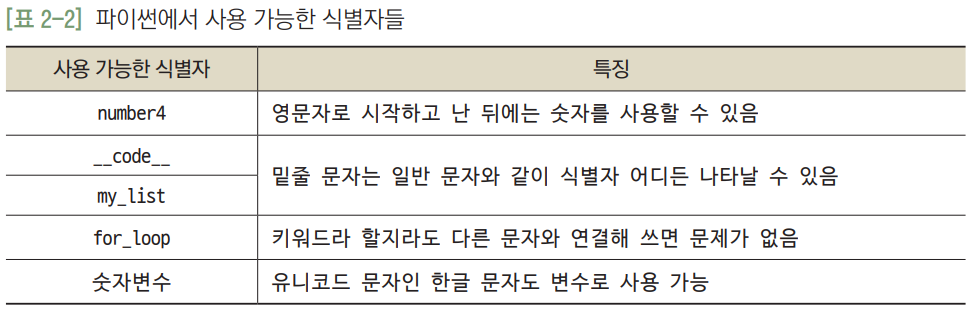 [표 2-2] 파이썬에서 사용 가능한 식별자들
사용 가능한 식별자 특징
number4 영문자로 시작하고 난 뒤에는 숫자를 사용할 수 있음
__code__
밑줄 문자는 일반 문자와 같이 식별자 어디든 나타날 수 있음
my_list
for_loop 키워드라 할지라도 다른 문자와 연결해 쓰면 문제가 없음
숫자변수 유니코드 문자인 한글 문자도 변수로 사용 가능